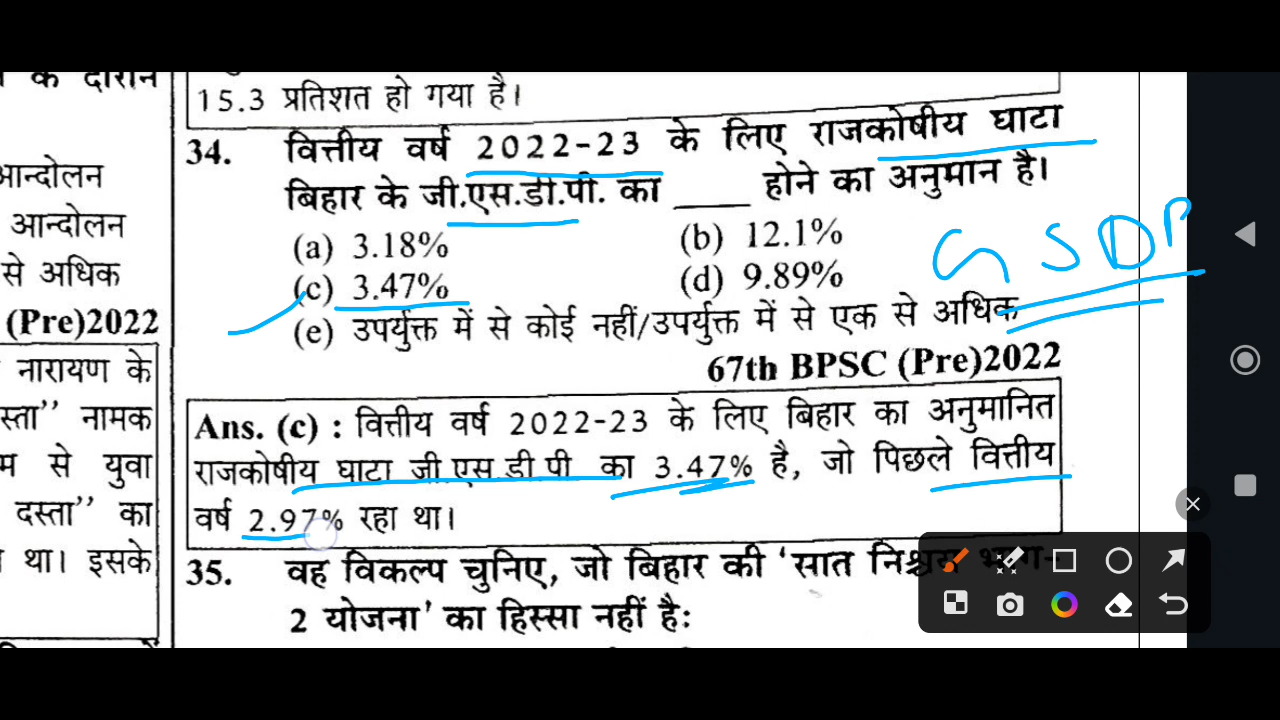 के दौरान
आन्दोलन
आन्दोलन
से अधिक
(Pre)2022
नारायण के
नामक
से युवा
दस्ता” का
था। इसके
15.3 प्रतिशत हो गया है।
34. वित्तीय वर्ष 2022-23 के लिए राजकोषीय घाटा
बिहार के जी.एस.डी.पी. का ____ होने का अनुमान है।
(a) 3.18% (b) 12.1%
(c) 3.47% (d) 9.89%
(e) उपर्युक्त में से कोई नहीं/उपर्युक्त में से एक से अधिक
67th BPSC (Pre)2022
GSDP
Ans. (c) : वित्तीय वर्ष 2022-23 के लिए बिहार का अनुमानित
राजकोषीय घाटा जी.एस.डी.पी. का 3.47% है, जो पिछले वित्तीय
वर्ष 2.97% रहा था।
35. वह विकल्प चुनिए, जो बिहार की ‘सात निश्चय भाग-
2 योजना’ का हिस्सा नहीं है: